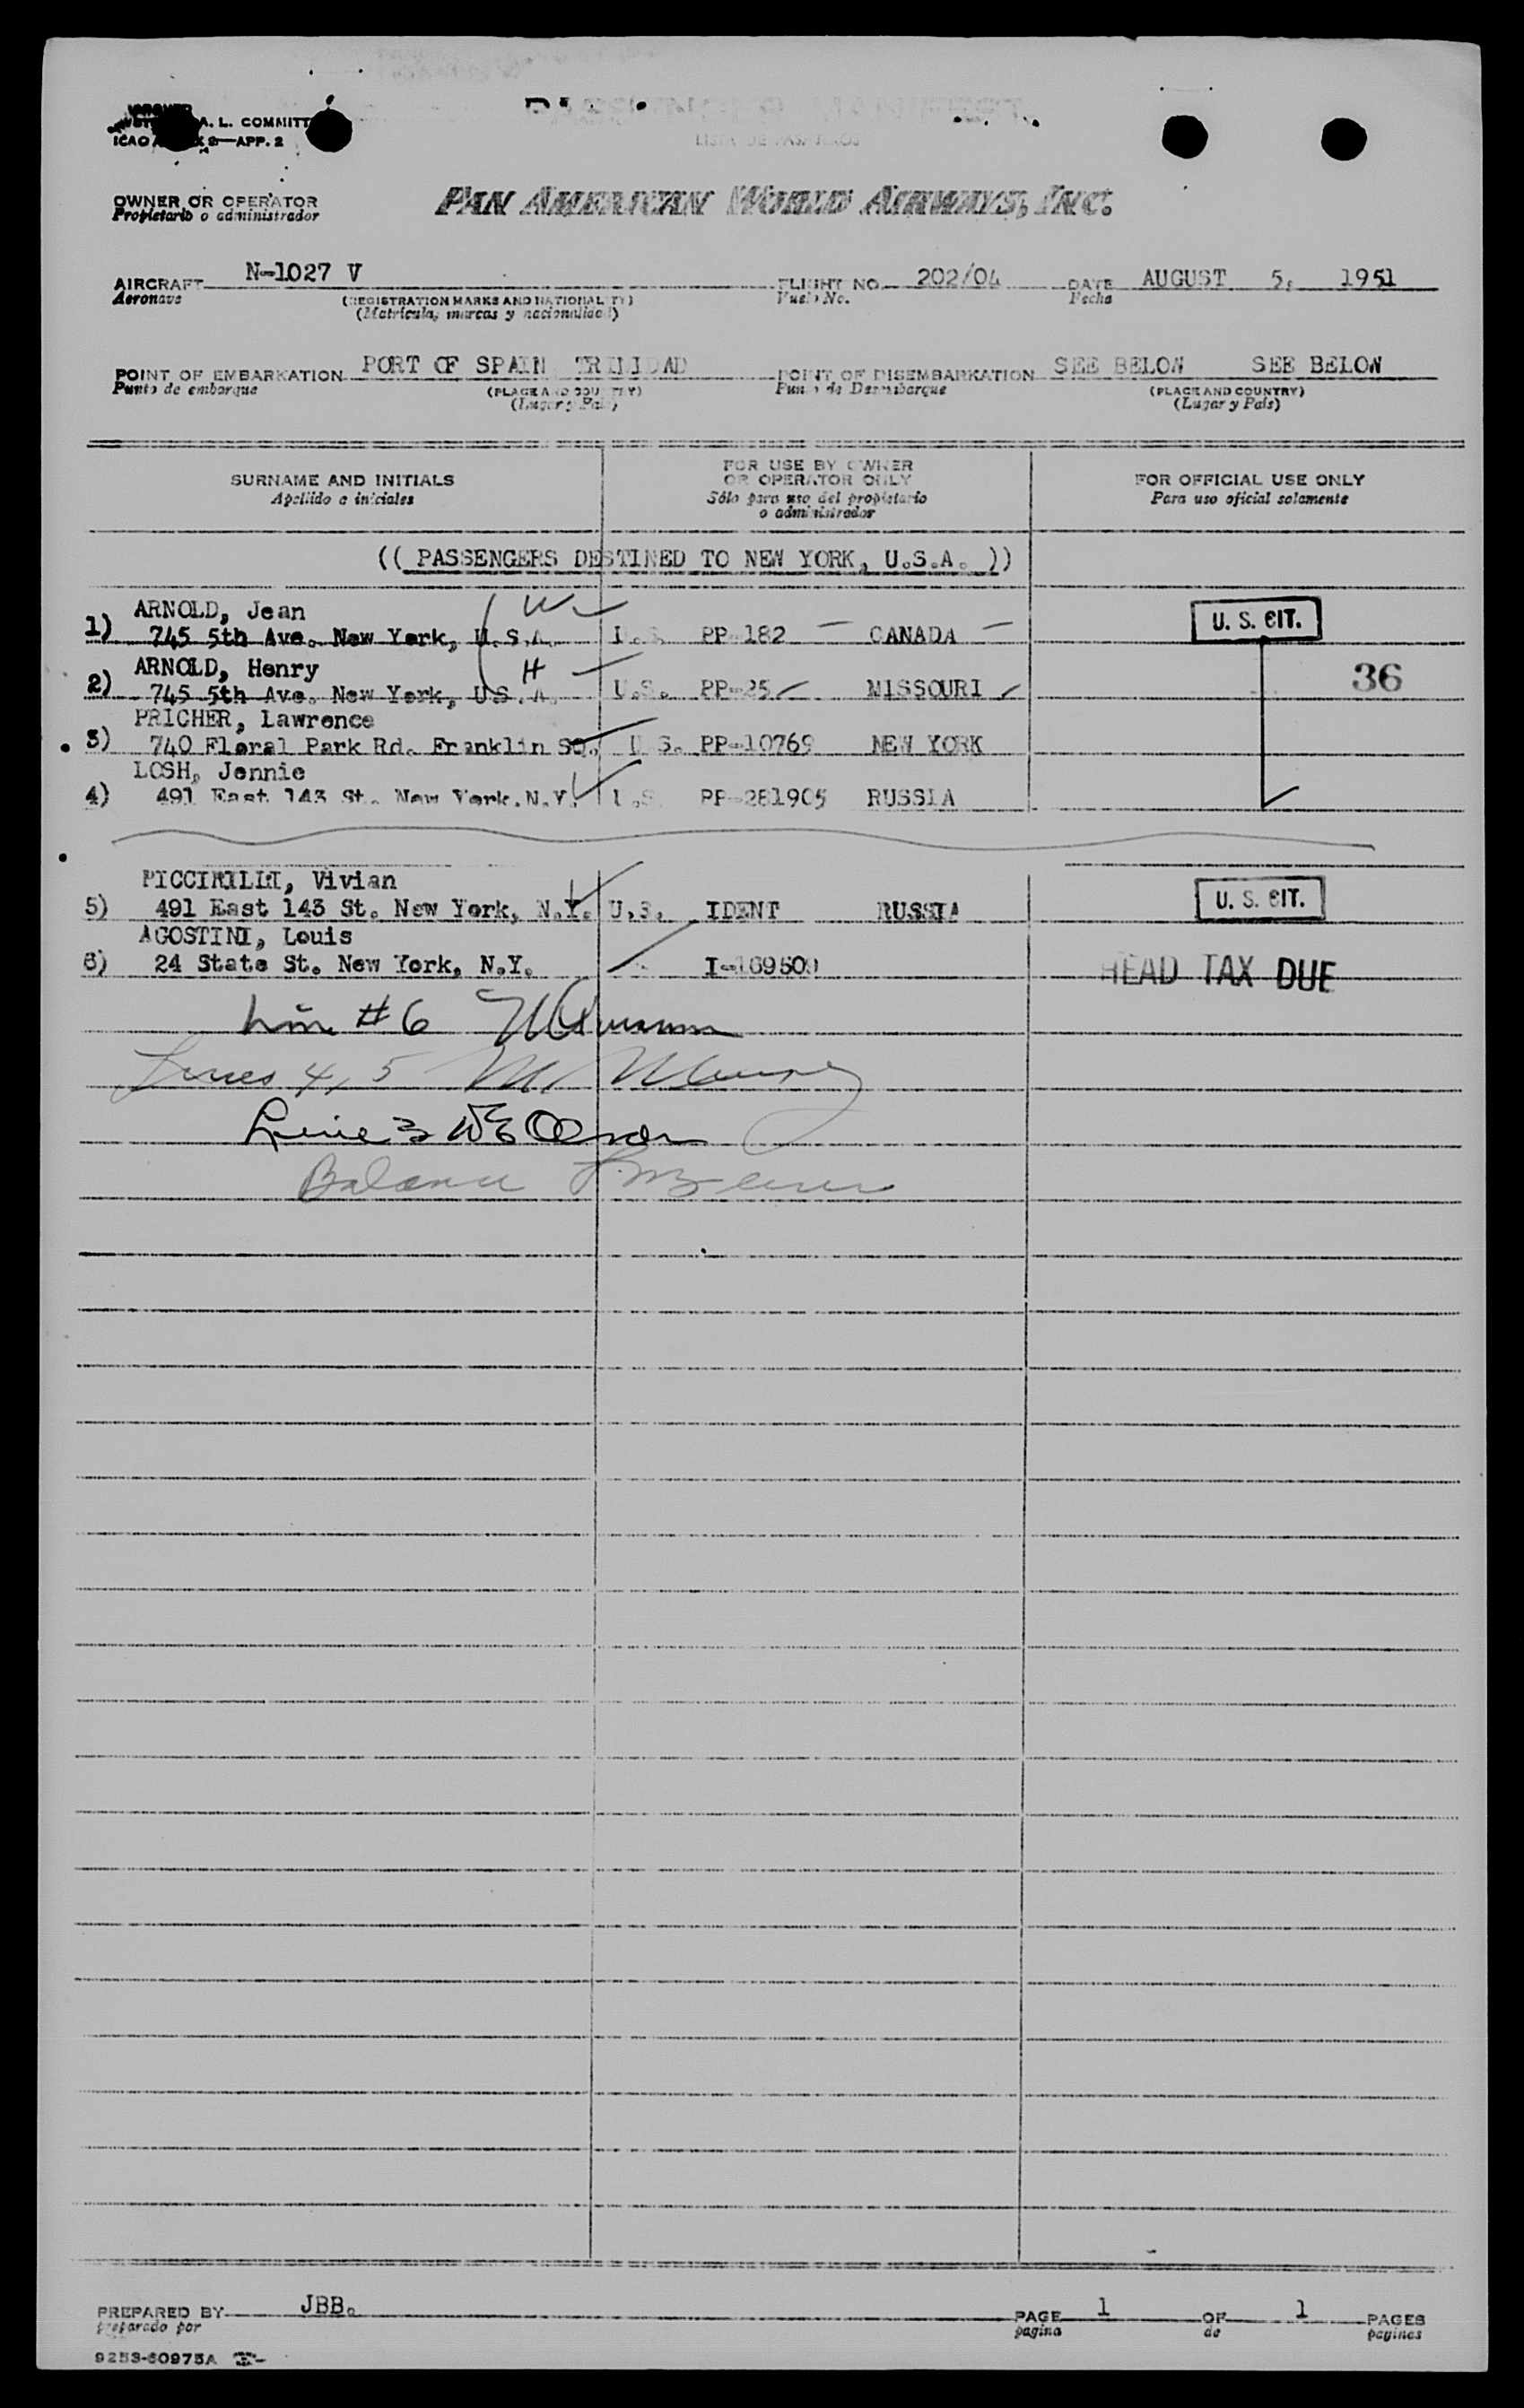 A. L. COMMITT
ICAO 2—APP. 2
LISTA DE PASAJEROS
OWNER OR OPERATOR
Propietario o administrador
PAN AMERICAN WORLD AIRWAYS, INC.
AIRCRAFT N-1027 V FLIGHT NO. 202/04 DATE AUGUST 5, 1951
Aeronave (REGISTRATION MARKS AND NATIONALITY) Vuelo No. Fecha
(Matricula, marcas y nacionalidad)
POINT OF EMBARKATION PORT OF SPAIN TRINIDAD POINT OF DISEMBARKATION SEE BELOW SEE BELOW
Punto de embarque (PLACE AND COUNTRY) Punto de Desembarque (PLACE AND COUNTRY)
(Lugar y País) (Lugar y País)
SURNAME AND INITIALS FOR USE BY OWNER OR OPERATOR ONLY FOR OFFICIAL USE ONLY
Apellido e iniciales Sólo para uso del propietario o administrador Para uso oficial solamente
(( PASSENGERS DESTINED TO NEW YORK, U.S.A. ))
ARNOLD, Jean W
1) 745 5th Ave. New York, U.S.A. U.S. PP-182 CANADA U. S. CIT.
ARNOLD, Henry H
2) 745 5th Ave. New York, U.S.A. U.S. PP-25 MISSOURI 36
PRICHER, Lawrence
3) 740 Floral Park Rd. Franklin Sq. U.S. PP-10769 NEW YORK
LOSH, Jennie
4) 491 East 143 St. New York. N.Y. U.S. PP-281905 RUSSIA
Vivian
5) 491 East 143 St. New York, N.Y. U.S. IDENT RUSSIA U. S. CIT.
AGOSTINI, Louis
6) 24 State St. New York, N.Y. I-169500 HEAD TAX DUE
Line #6
Lines 4, 5
Line 3 WE Olson
Balance
PREPARED BY JBB. PAGE 1 OF 1 PAGES
preparado por pagina de paginas
9253-60975A